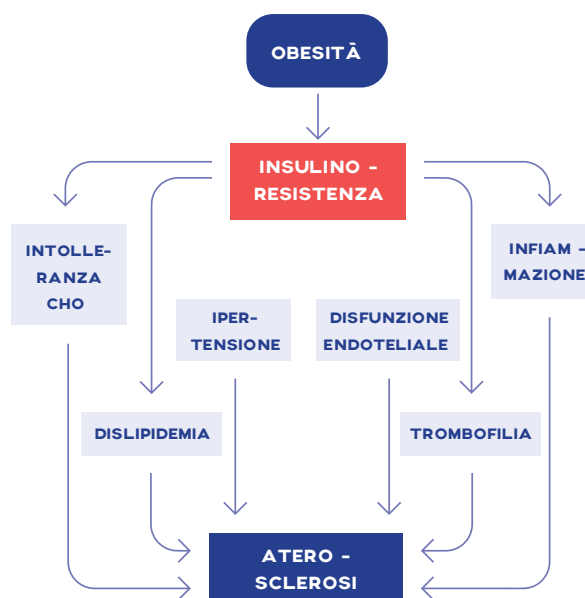 OBESITÀ
INSULINO -
RESISTENZA
INTOLLE-
RANZA
CHO
INFIAM -
MAZIONE
IPER-
TENSIONE
DISFUNZIONE
ENDOTELIALE
DISLIPIDEMIA
TROMBOFILIA
ATERO -
SCLEROSI